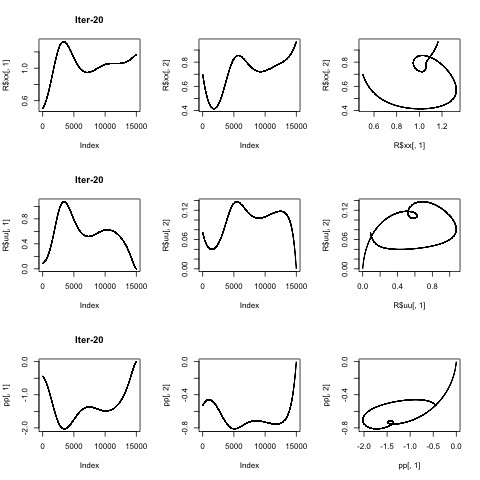 Iter-20
R$xx[, 1]
0.6 1.0
0 5000 10000 15000
Index
R$xx[, 2]
0.4 0.6 0.8
0 5000 10000 15000
Index
R$xx[, 2]
0.4 0.6 0.8
0.6 0.8 1.0 1.2
R$xx[, 1]
Iter-20
R$uu[, 1]
0.0 0.4 0.8
0 5000 10000 15000
Index
R$uu[, 2]
0.00 0.06 0.12
0 5000 10000 15000
Index
R$uu[, 2]
0.00 0.06 0.12
0.0 0.4 0.8
R$uu[, 1]
Iter-20
pp[, 1]
-2.0 -1.0 0.0
0 5000 10000 15000
Index
pp[, 2]
-0.8 -0.4 0.0
0 5000 10000 15000
Index
pp[, 2]
-0.8 -0.4 0.0
-2.0 -1.5 -1.0 -0.5 0.0
pp[, 1]